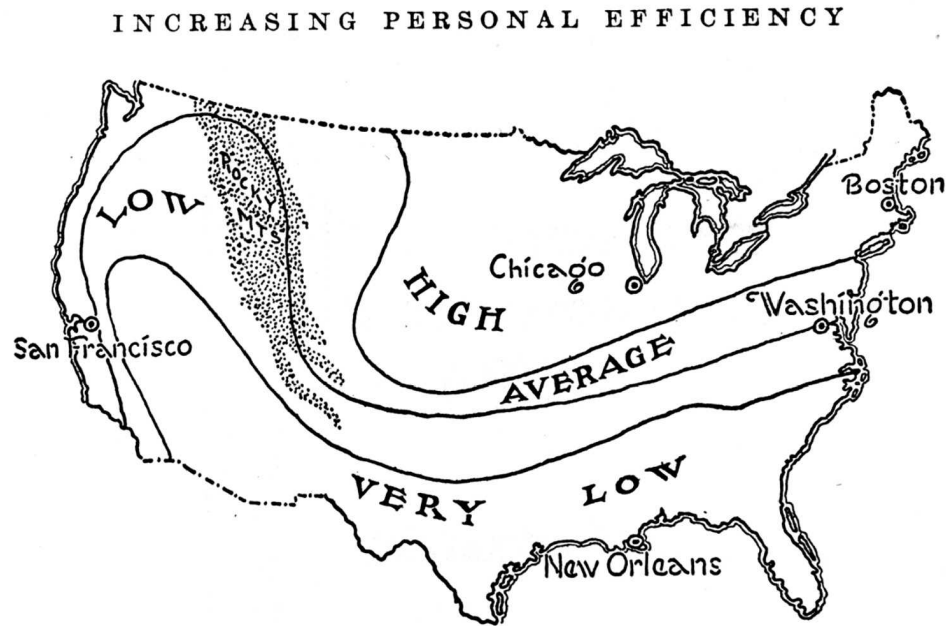 INCREASING PERSONAL EFFICIENCY
ROCKY
MTS.
LOW
Boston
Chicago
HIGH
Washington
San Francisco
AVERAGE
VERY LOW
New Orleans